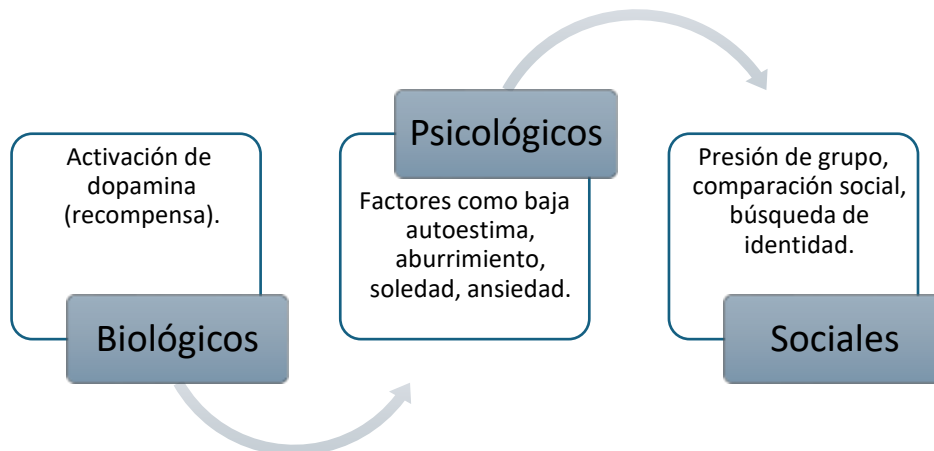 Activación de
dopamina
(recompensa).
Biológicos
Psicológicos
Factores como baja
autoestima,
aburrimiento,
soledad, ansiedad.
Presión de grupo,
comparación social,
búsqueda de
identidad.
Sociales